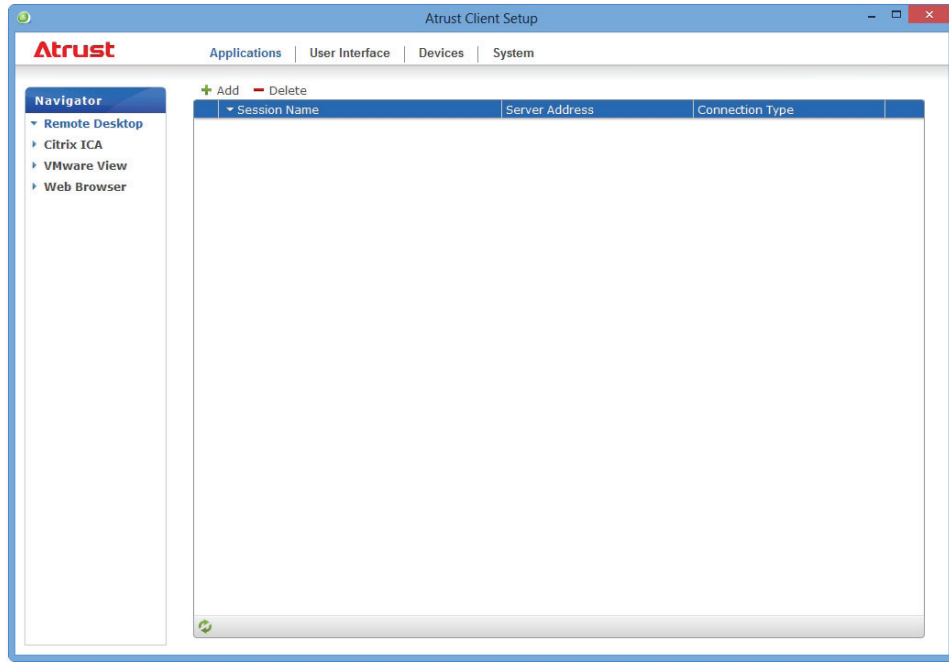 Atrust Client Setup
Atrust
Applications User Interface Devices System
Add Delete
Navigator
Session Name Server Address Connection Type
Remote Desktop
Citrix ICA
VMware View
Web Browser